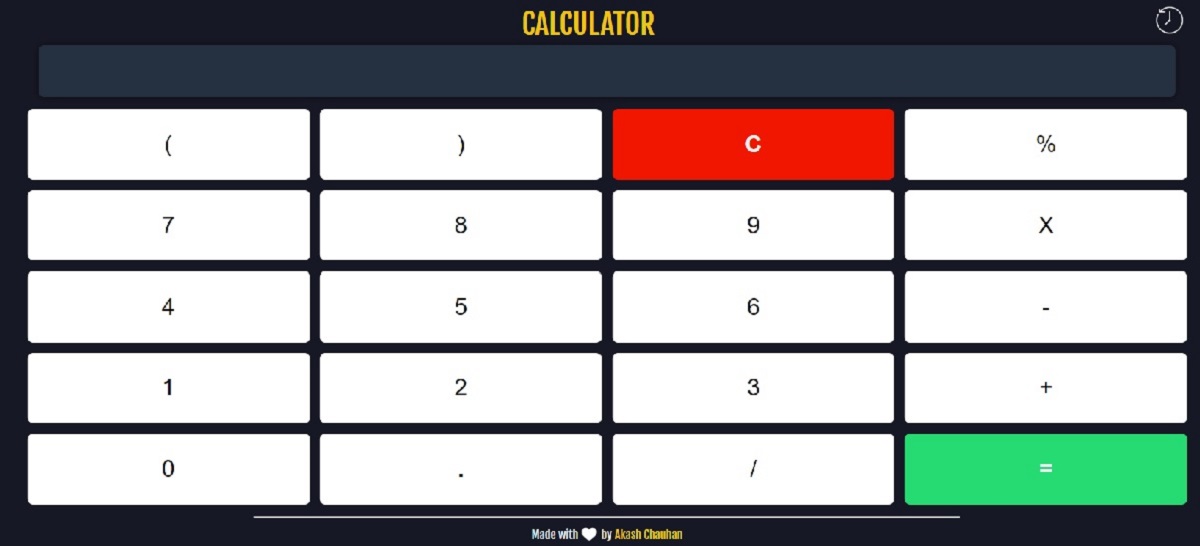 CALCULATOR
( ) C %
7 8 9 X
4 5 6 -
1 2 3 +
0 . / =
Made with by Akash Chauhan